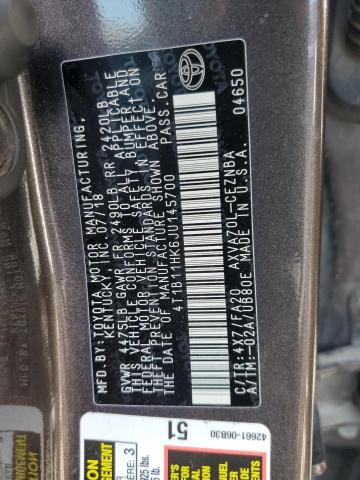 MFD. BY: TOYOTA MOTOR MANUFACTURING,
KENTUCKY, INC. 07/18
GVWR 4475LB GAWR FR 2490LB RR 2420LB
THIS VEHICLE CONFORMS TO ALL APPLICABLE
FEDERAL MOTOR VEHICLE SAFETY, BUMPER, AND
THEFT PREVENTION STANDARDS IN EFFECT
ON THE DATE OF MANUFACTURE SHOWN ABOVE.
4T1B11HK6JU145700 PASS.CAR
C/TR: 4X7/FA20 AXVA70L-CEZNBA
A/TM: -02A/UB80E
MADE IN U.S.A. 04650
TOYOTA
42661-06B30
51